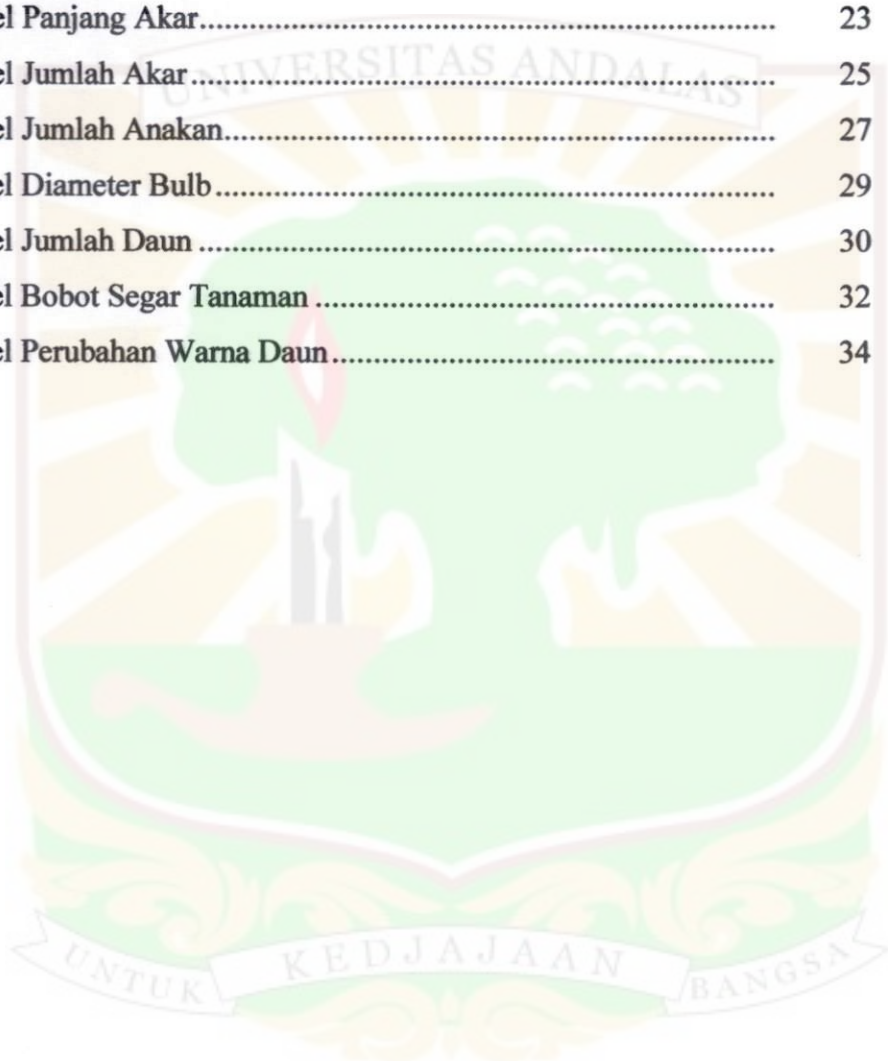 el Panjang Akar.......................................................................... 23
el Jumlah Akar.......................................................................... 25
el Jumlah Anakan.......................................................................... 27
el Diameter Bulb.......................................................................... 29
el Jumlah Daun .......................................................................... 30
el Bobot Segar Tanaman .......................................................................... 32
el Perubahan Warna Daun.......................................................................... 34
UNIVERSITAS ANDALAS
UNTUK KEDJAJAAN BANGSA